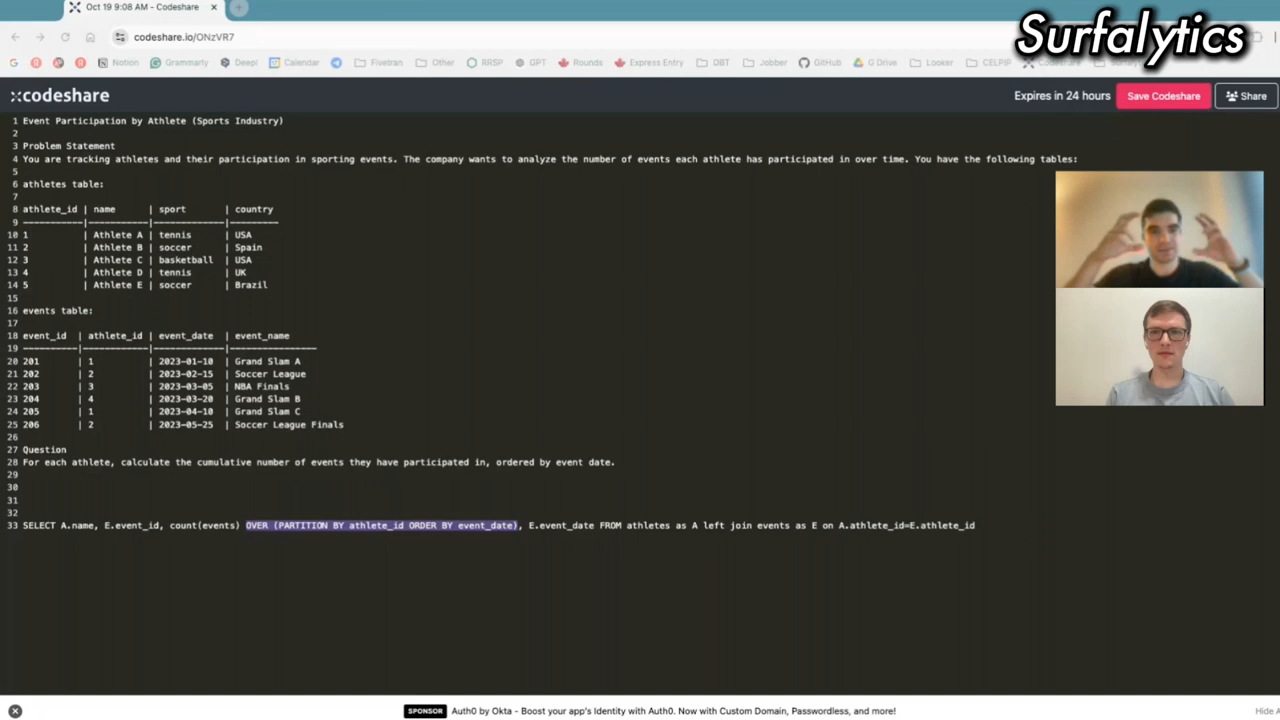 Oct 19 9:08 AM - Codeshare
Surfalytics
codeshare.io/ONzVR7
Notion Grammarly Deepl Calendar Fivetran Other RRSP GPT Rounds Express Entry DBT Jobber GitHub G Drive Looker CELPIP Codeshare
codeshare
Expires in 24 hours Save Codeshare Share
1 Event Participation by Athlete (Sports Industry)
2
3 Problem Statement
4 You are tracking athletes and their participation in sporting events. The company wants to analyze the number of events each athlete has participated in over time. You have the following tables:
5
6 athletes table:
7
8 athlete_id | name | sport | country
9 -----------|-----------|-------------|---------
10 1 | Athlete A | tennis | USA
11 2 | Athlete B | soccer | Spain
12 3 | Athlete C | basketball | USA
13 4 | Athlete D | tennis | UK
14 5 | Athlete E | soccer | Brazil
15
16 events table:
17
18 event_id | athlete_id | event_date | event_name
19 ----------|------------|-------------|----------------
20 201 | 1 | 2023-01-10 | Grand Slam A
21 202 | 2 | 2023-02-15 | Soccer League
22 203 | 3 | 2023-03-05 | NBA Finals
23 204 | 4 | 2023-03-20 | Grand Slam B
24 205 | 1 | 2023-04-10 | Grand Slam C
25 206 | 2 | 2023-05-25 | Soccer League Finals
26
27 Question
28 For each athlete, calculate the cumulative number of events they have participated in, ordered by event date.
29
30
31
32
33 SELECT A.name, E.event_id, count(events) OVER (PARTITION BY athlete_id ORDER BY event_date), E.event_date FROM athletes as A left join events as E on A.athlete_id=E.athlete_id
SPONSOR Auth0 by Okta - Boost your app's Identity with Auth0. Now with Custom Domain, Passwordless, and more!
Hide